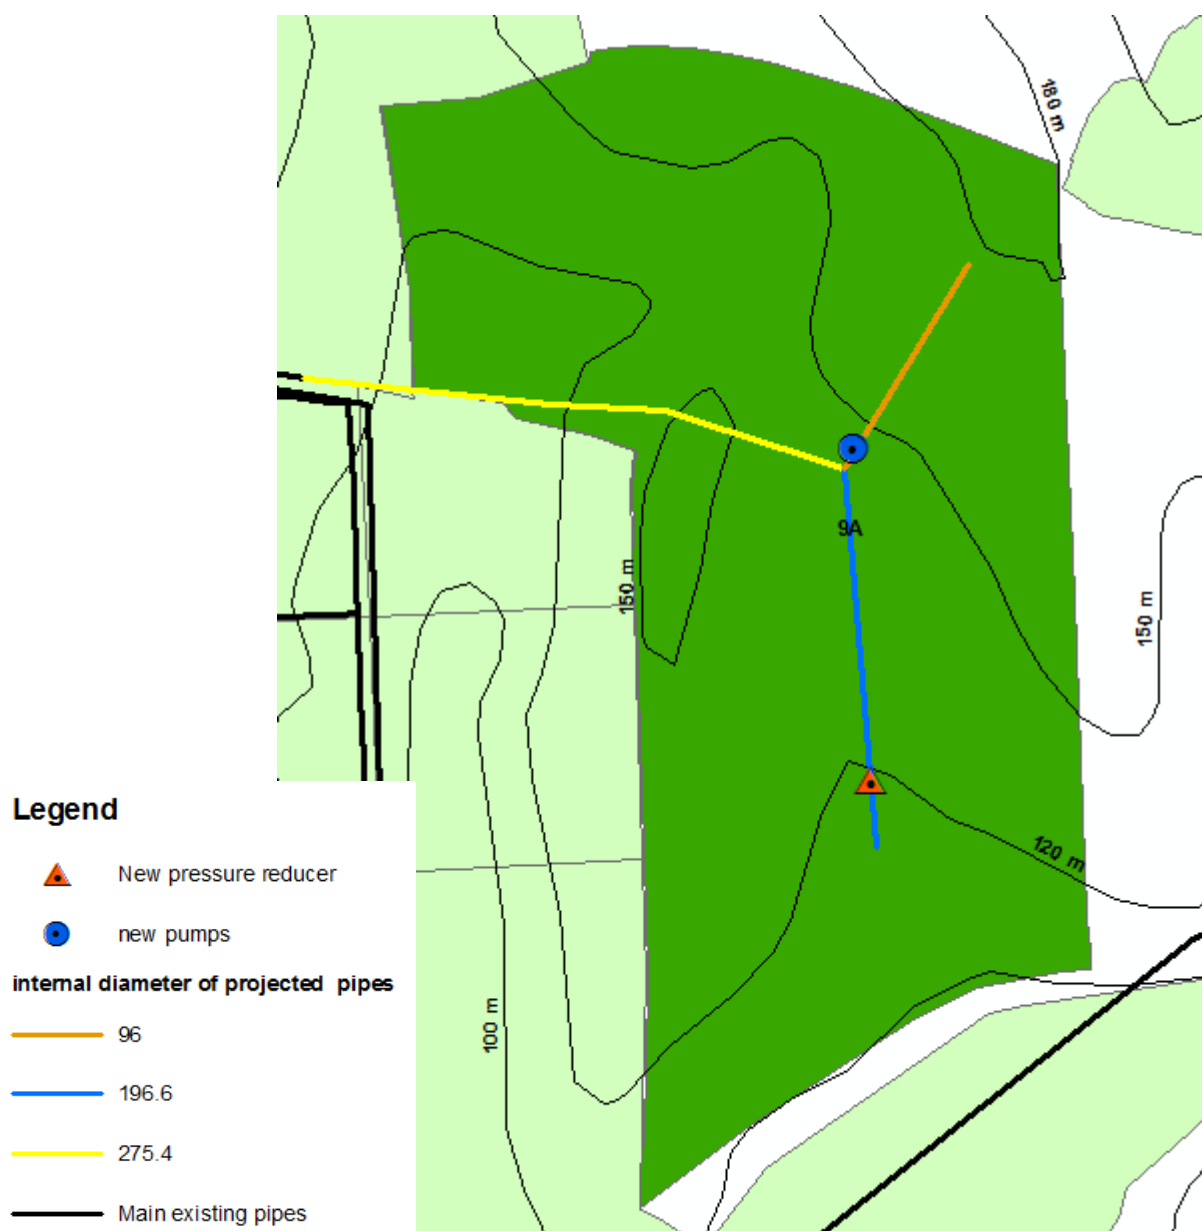 180 m
9A
150 m
150 m
120 m
100 m
Legend
New pressure reducer
new pumps
internal diameter of projected pipes
96
196.6
275.4
Main existing pipes